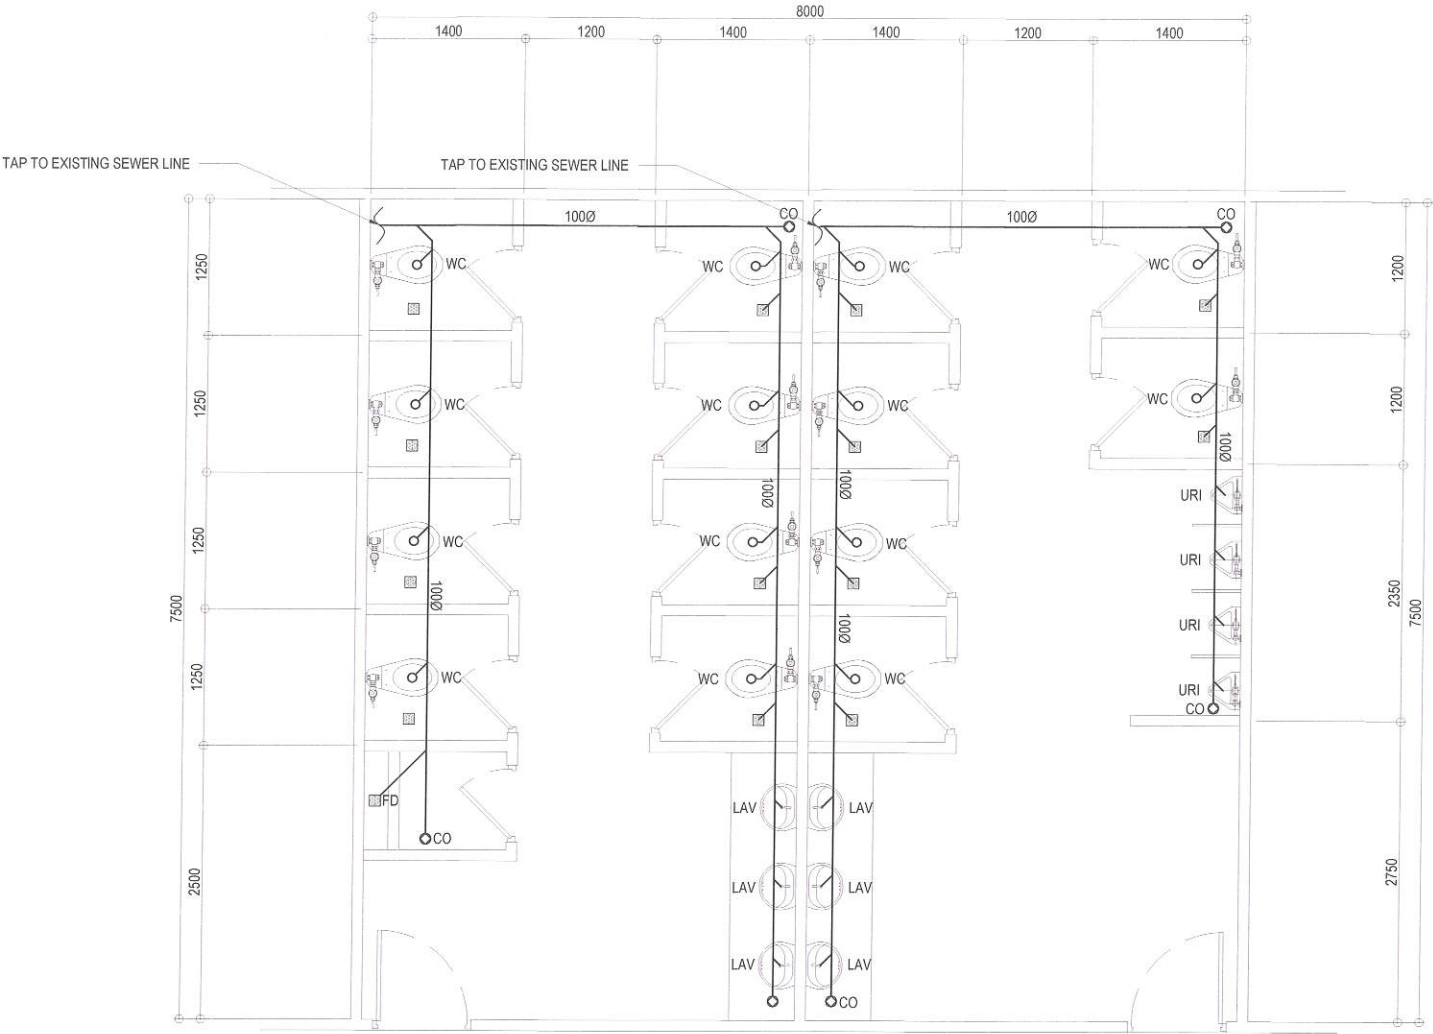 8000
1400
1200
1400
1400
1200
1400
TAP TO EXISTING SEWER LINE
TAP TO EXISTING SEWER LINE
100Ø
CO
100Ø
CO
1250
WC
WC
WC
WC
1200
1250
WC
WC
WC
WC
1200
100Ø
100Ø
100Ø
URI
1250
WC
WC
WC
URI
7500
100Ø
100Ø
2350
7500
URI
1250
WC
WC
WC
URI
CO
FD
LAV
LAV
CO
2500
LAV
LAV
2750
LAV
LAV
CO